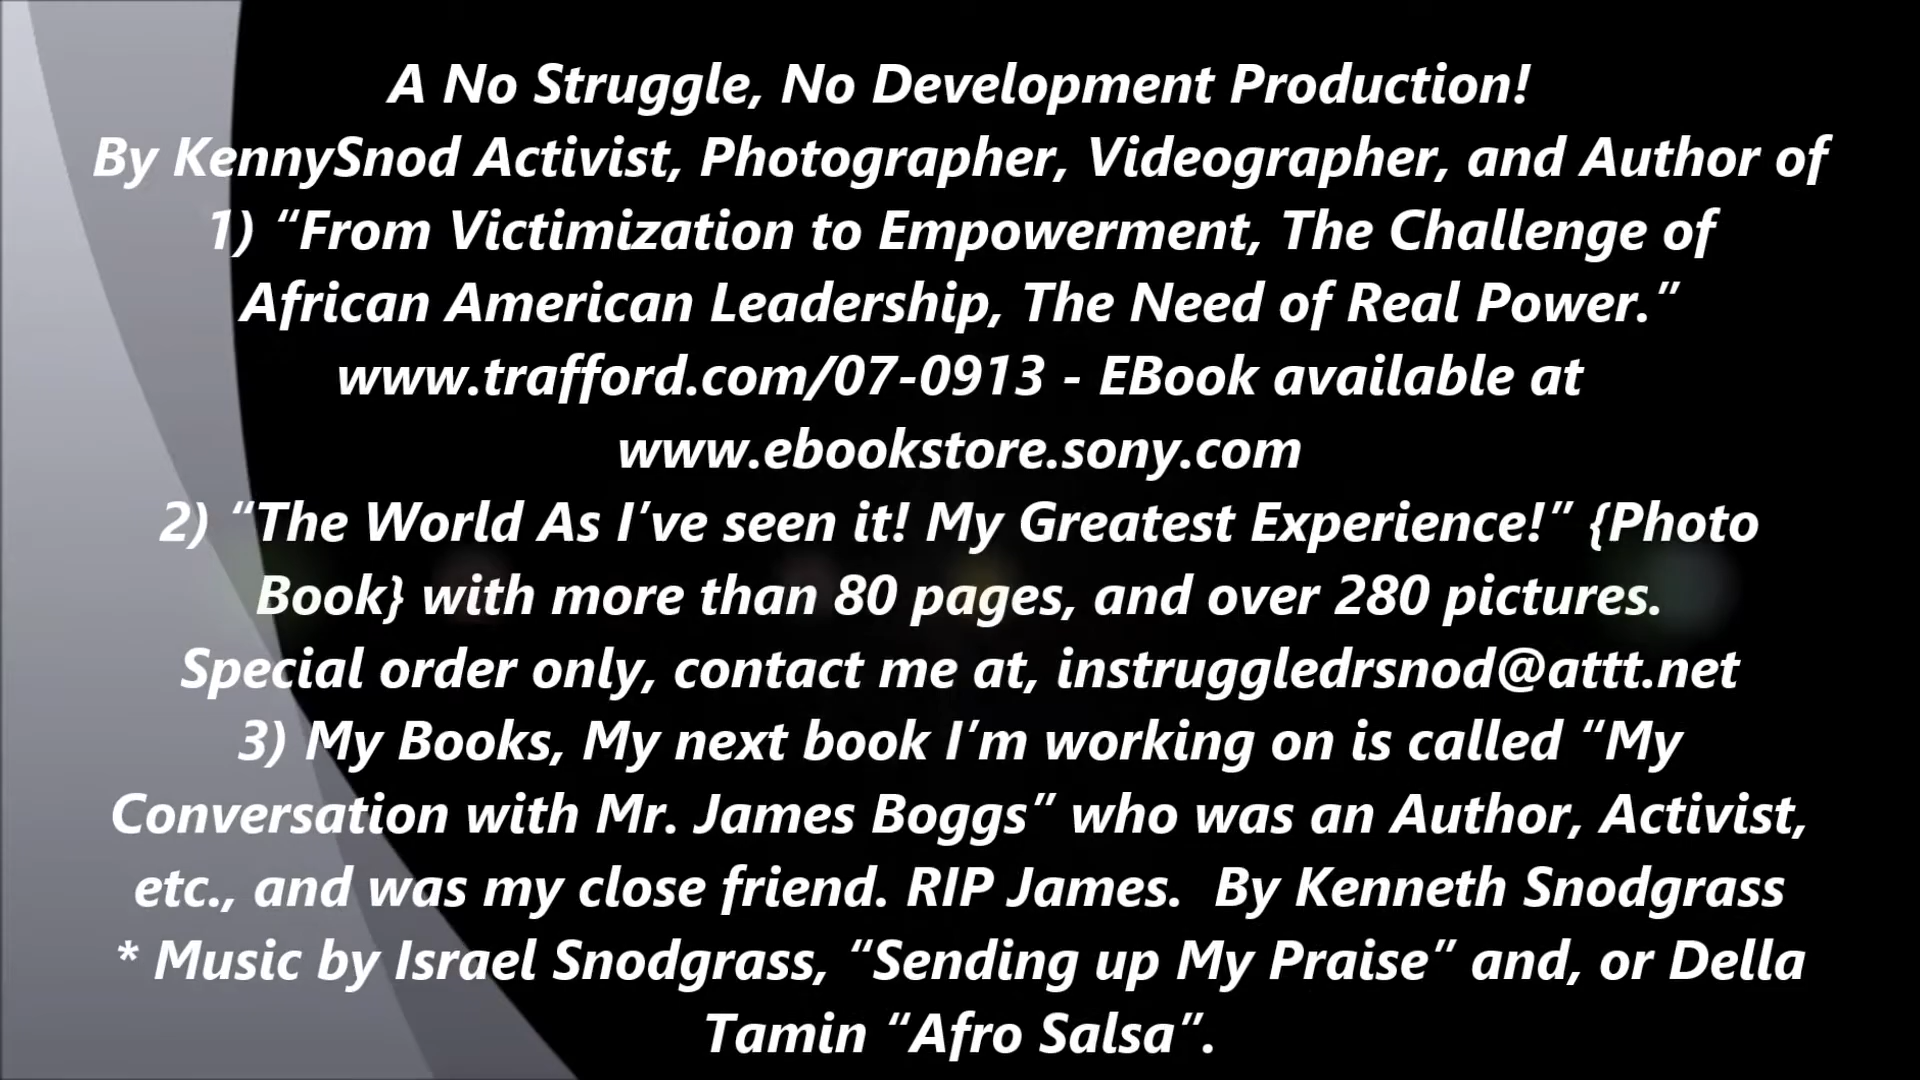 A No Struggle, No Development Production!
By KennySnod Activist, Photographer, Videographer, and Author of
1) “From Victimization to Empowerment, The Challenge of
African American Leadership, The Need of Real Power.”
www.trafford.com/07-0913 - EBook available at
www.ebookstore.sony.com
2) “The World As I’ve seen it! My Greatest Experience!” {Photo
Book} with more than 80 pages, and over 280 pictures.
Special order only, contact me at, instruggledrsnod@attt.net
3) My Books, My next book I’m working on is called “My
Conversation with Mr. James Boggs” who was an Author, Activist,
etc., and was my close friend. RIP James.  By Kenneth Snodgrass
* Music by Israel Snodgrass, “Sending up My Praise” and, or Della
Tamin “Afro Salsa”.